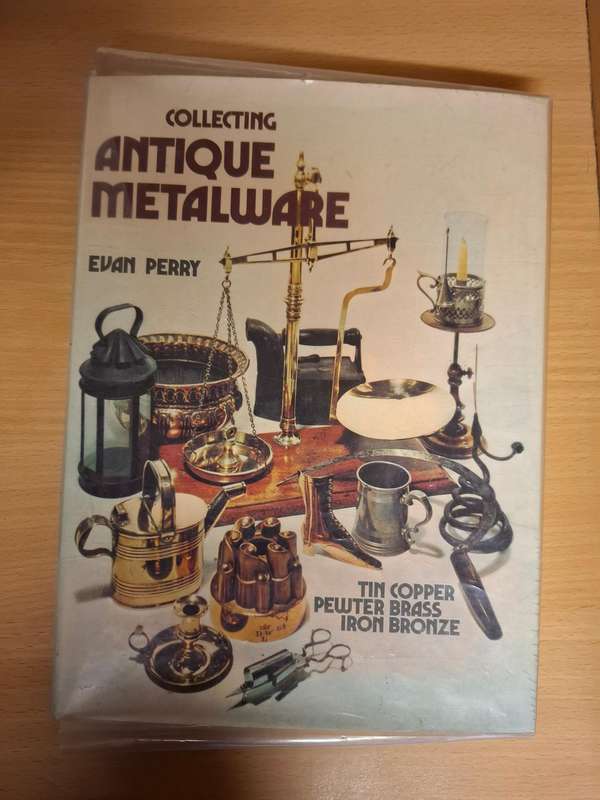 COLLECTING
ANTIQUE
METALWARE
EVAN PERRY
TIN COPPER
PEWTER BRASS
IRON BRONZE